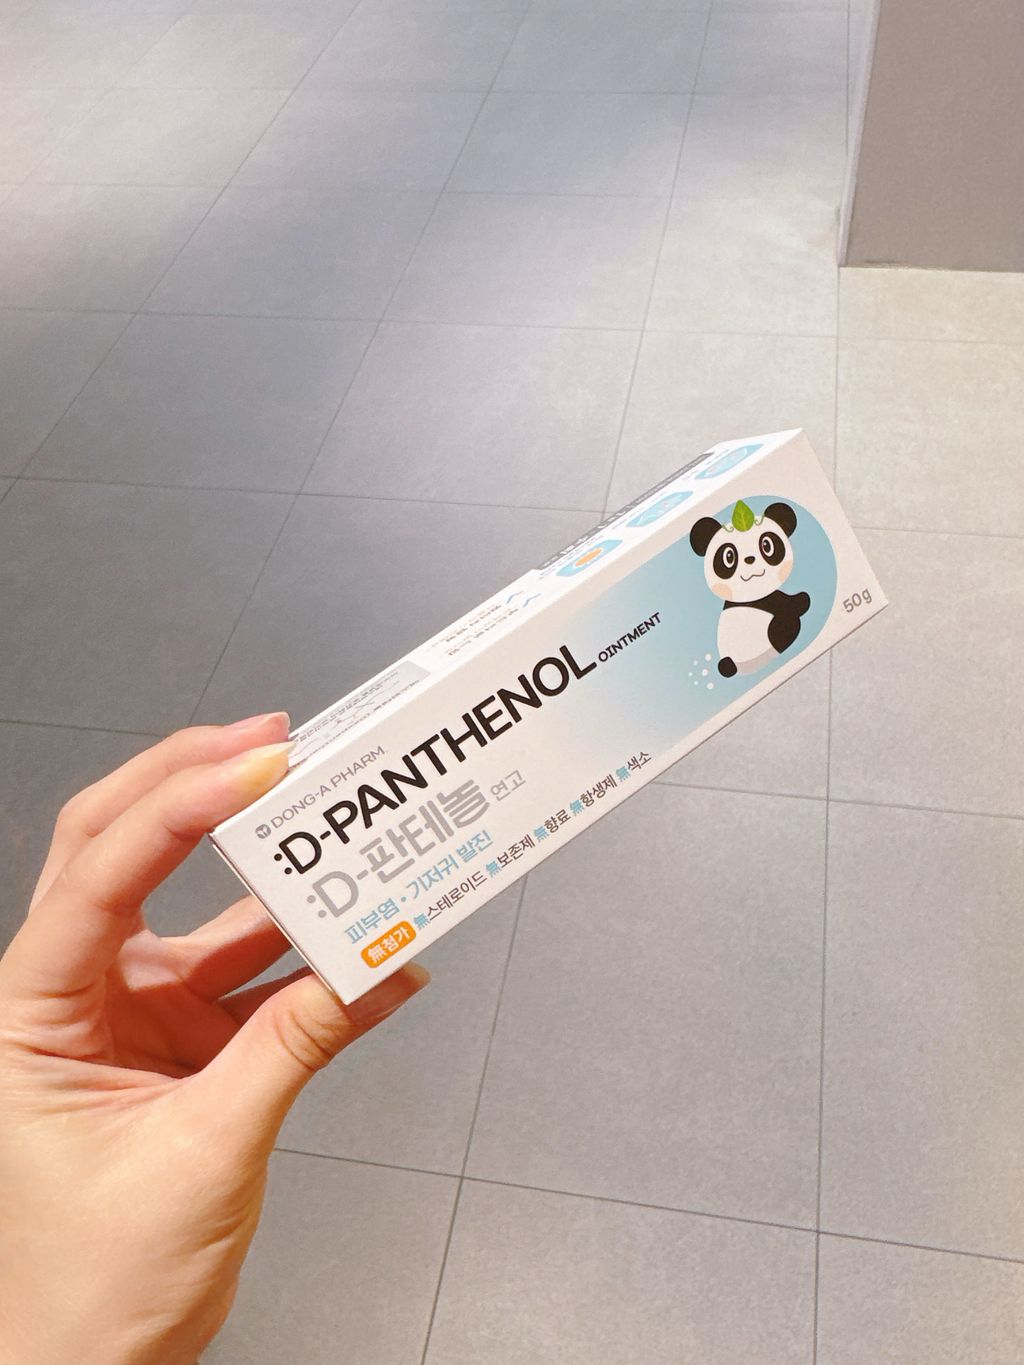 DONG-A PHARM.
:D-PANTHENOL OINTMENT
:D-판테놀 연고
피부염 • 기저귀 발진
無첨가 無스테로이드 無보존제 無향료 無항생제 無색소
50g